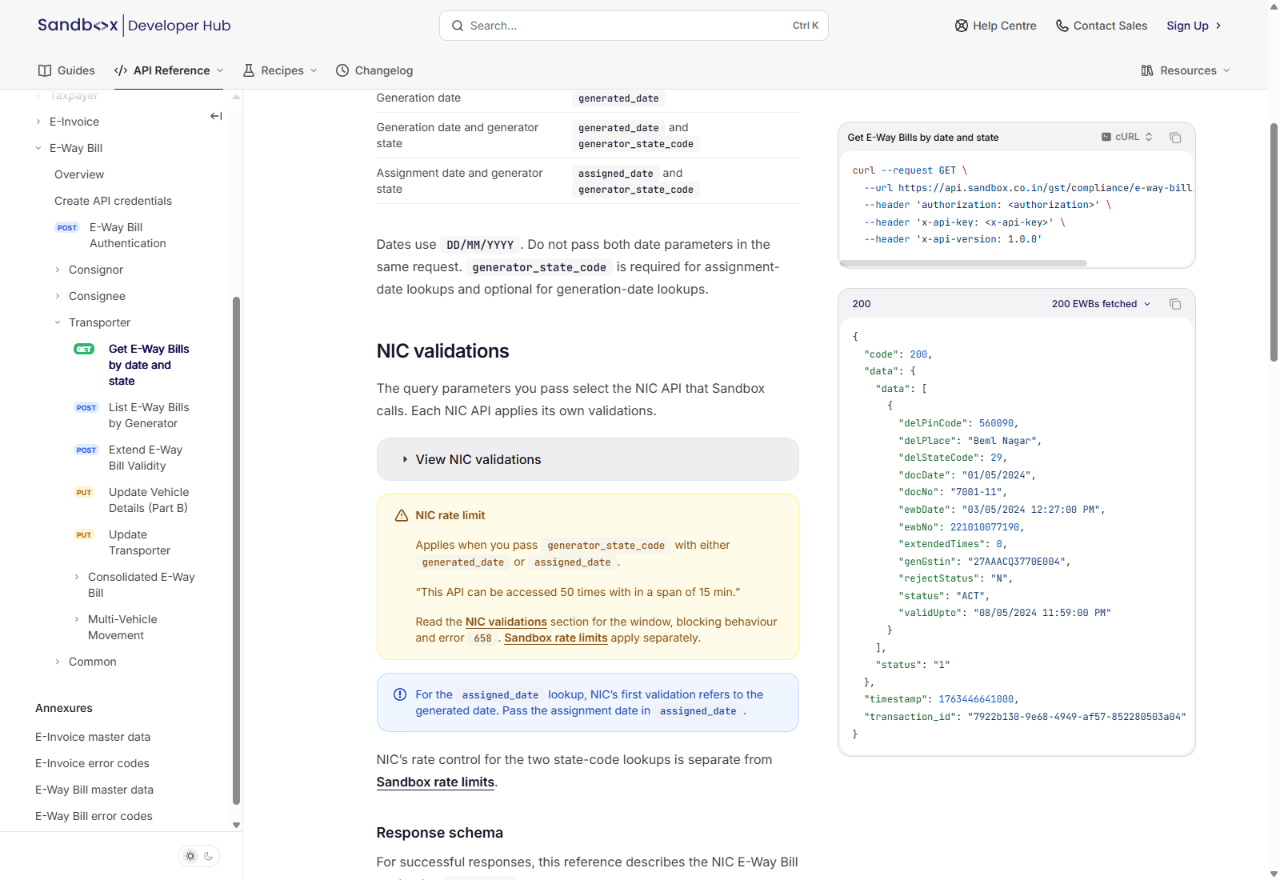 Sandbox | Developer Hub
Search...
Ctrl K
Help Centre
Contact Sales
Sign Up
Guides
API Reference
Recipes
Changelog
Resources
Taxpayer
E-Invoice
E-Way Bill
Overview
Create API credentials
POST E-Way Bill
Authentication
Consignor
Consignee
Transporter
GET Get E-Way Bills
by date and
state
POST List E-Way Bills
by Generator
POST Extend E-Way
Bill Validity
PUT Update Vehicle
Details (Part B)
PUT Update
Transporter
Consolidated E-Way
Bill
Multi-Vehicle
Movement
Common
Annexures
E-Invoice master data
E-Invoice error codes
E-Way Bill master data
E-Way Bill error codes
Generation date generated_date
Generation date and generator generated_date and
state generator_state_code
Assignment date and generator assigned_date and
state generator_state_code
Dates use DD/MM/YYYY . Do not pass both date parameters in the
same request. generator_state_code is required for assignment-
date lookups and optional for generation-date lookups.
NIC validations
The query parameters you pass select the NIC API that Sandbox
calls. Each NIC API applies its own validations.
View NIC validations
NIC rate limit
Applies when you pass generator_state_code with either
generated_date or assigned_date .
“This API can be accessed 50 times with in a span of 15 min.”
Read the NIC validations section for the window, blocking behaviour
and error 658 . Sandbox rate limits apply separately.
For the assigned_date lookup, NIC’s first validation refers to the
generated date. Pass the assignment date in assigned_date .
NIC’s rate control for the two state-code lookups is separate from
Sandbox rate limits.
Response schema
For successful responses, this reference describes the NIC E-Way Bill
Get E-Way Bills by date and state
cURL
curl --request GET \
--url https://api.sandbox.co.in/gst/compliance/e-way-bill
--header 'authorization: <authorization>' \
--header 'x-api-key: <x-api-key>' \
--header 'x-api-version: 1.0.0'
200
200 EWBs fetched
{
"code": 200,
"data": {
"data": [
{
"delPinCode": 560090,
"delPlace": "Beml Nagar",
"delStateCode": 29,
"docDate": "01/05/2024",
"docNo": "7001-11",
"ewbDate": "03/05/2024 12:27:00 PM",
"ewbNo": 221010077190,
"extendedTimes": 0,
"genGstin": "27AAACQ3770E004",
"rejectStatus": "N",
"status": "ACT",
"validUpto": "08/05/2024 11:59:00 PM"
}
],
"status": "1"
},
"timestamp": 1763446641000,
"transaction_id": "7922b130-9e68-4949-af57-852280503a04"
}